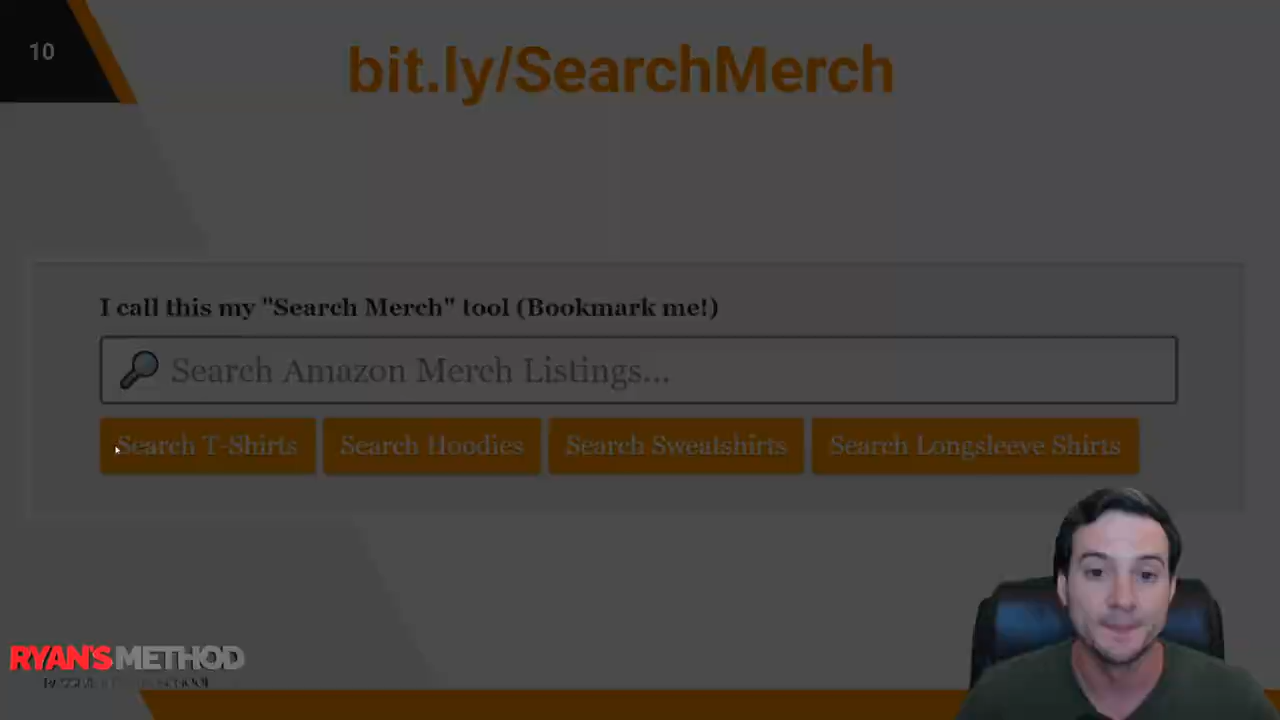 10
bit.ly/SearchMerch
I call this my "Search Merch" tool (Bookmark me!)
Search Amazon Merch Listings...
Search T-Shirts Search Hoodies Search Sweatshirts Search Longsleeve Shirts
RYAN'S METHOD